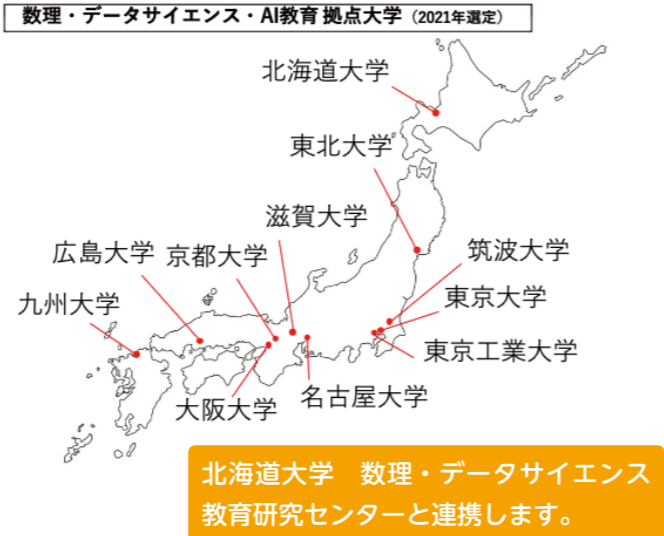 数理・データサイエンス・AI教育 拠点大学（2021年選定）
北海道大学
東北大学
滋賀大学
広島大学 京都大学
筑波大学
九州大学
東京大学
東京工業大学
大阪大学
名古屋大学
北海道大学　数理・データサイエンス
教育研究センターと連携します。